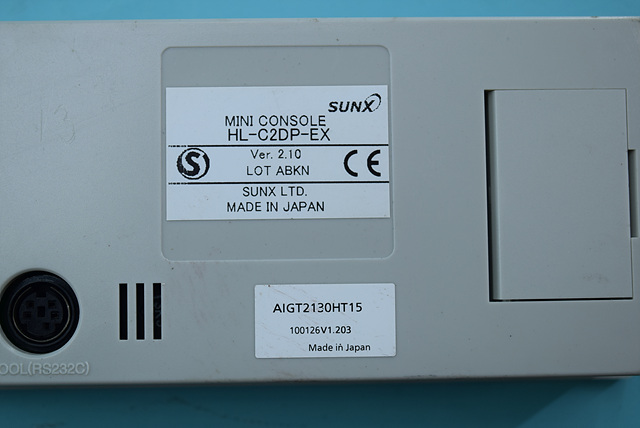 SUNX
MINI CONSOLE
HL-C2DP-EX
Ver. 2.10
LOT ABKN
SUNX LTD.
MADE IN JAPAN
AIGT2130HT15
100126V1.203
Made in Japan
OOL(RS232C)